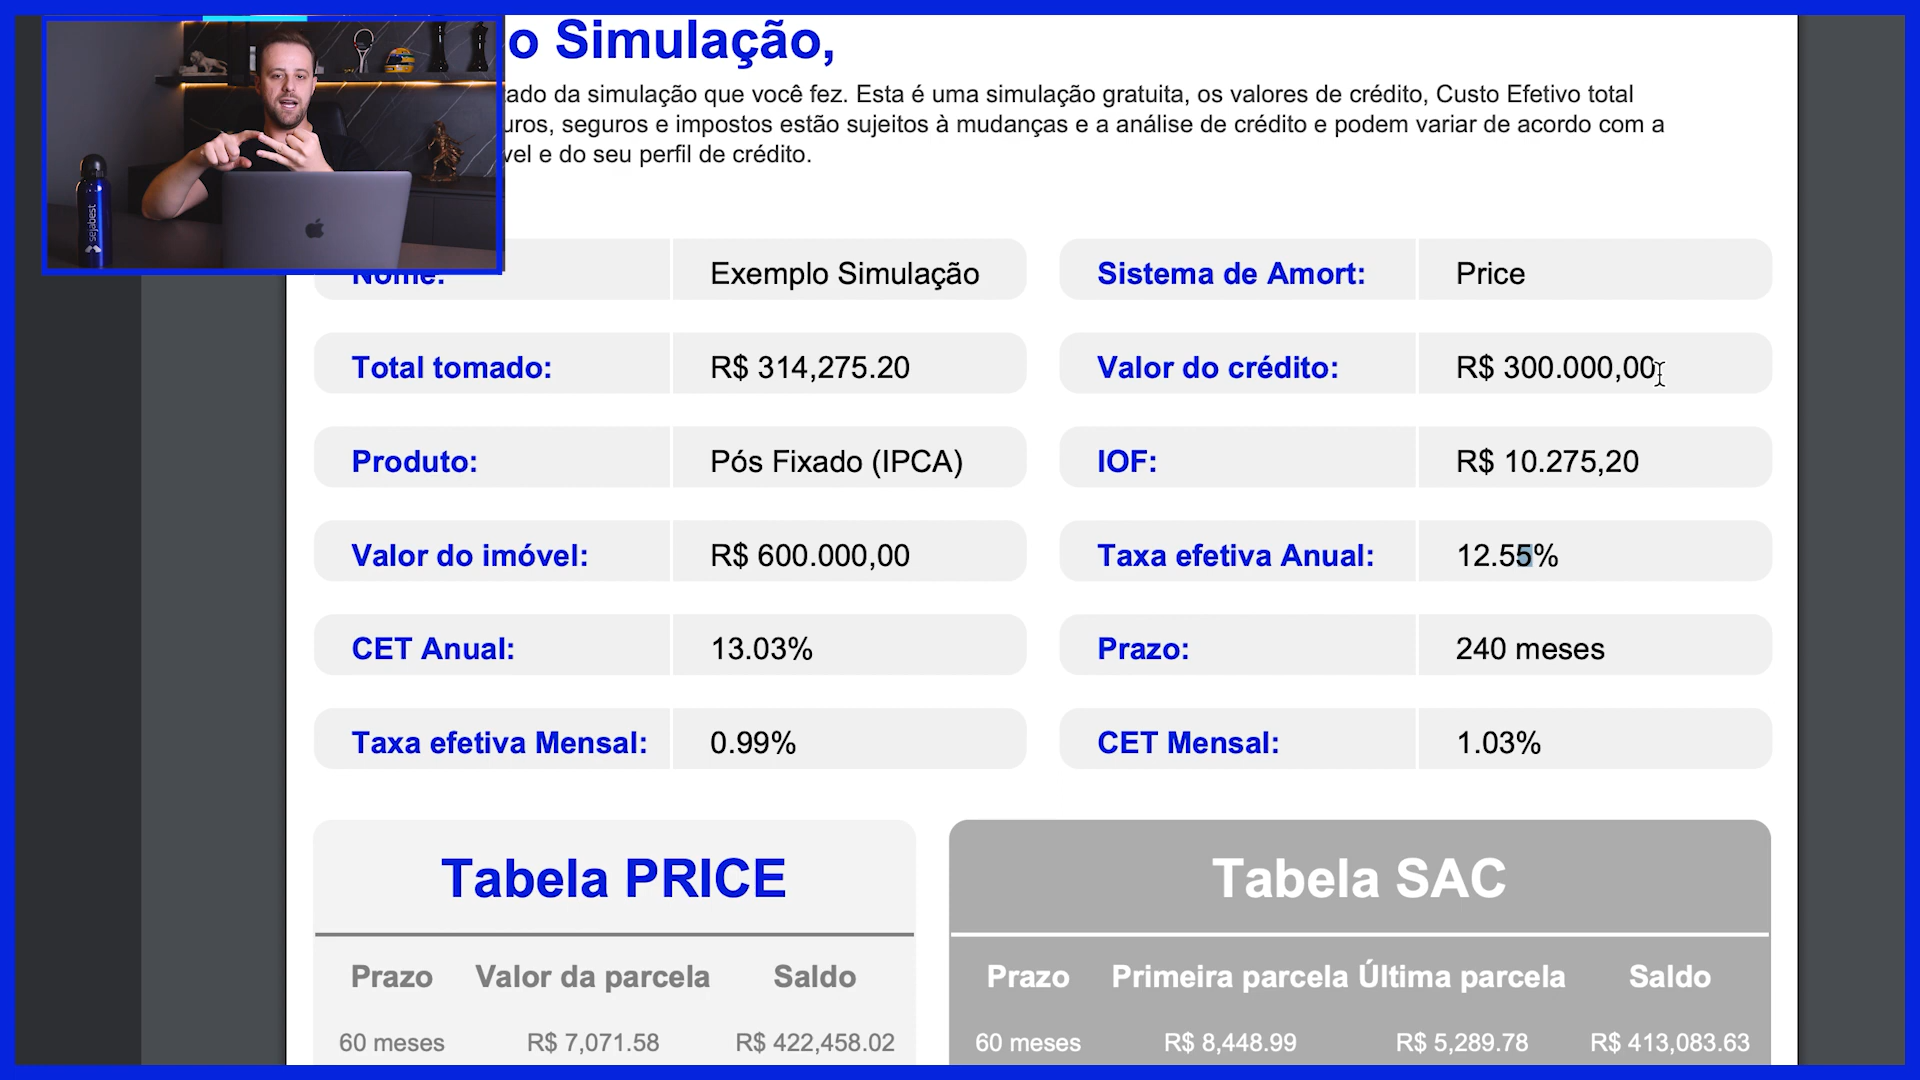 o Simulação,
tado da simulação que você fez. Esta é uma simulação gratuita, os valores de crédito, Custo Efetivo total
uros, seguros e impostos estão sujeitos à mudanças e a análise de crédito e podem variar de acordo com a
vel e do seu perfil de crédito.
sejabest
Nome: Exemplo Simulação
Sistema de Amort: Price
Total tomado: R$ 314,275.20
Valor do crédito: R$ 300.000,00
Produto: Pós Fixado (IPCA)
IOF: R$ 10.275,20
Valor do imóvel: R$ 600.000,00
Taxa efetiva Anual: 12.55%
CET Anual: 13.03%
Prazo: 240 meses
Taxa efetiva Mensal: 0.99%
CET Mensal: 1.03%
Tabela PRICE
Prazo Valor da parcela Saldo
60 meses R$ 7,071.58 R$ 422,458.02
Tabela SAC
Prazo Primeira parcela Última parcela Saldo
60 meses R$ 8,448.99 R$ 5,289.78 R$ 413,083.63